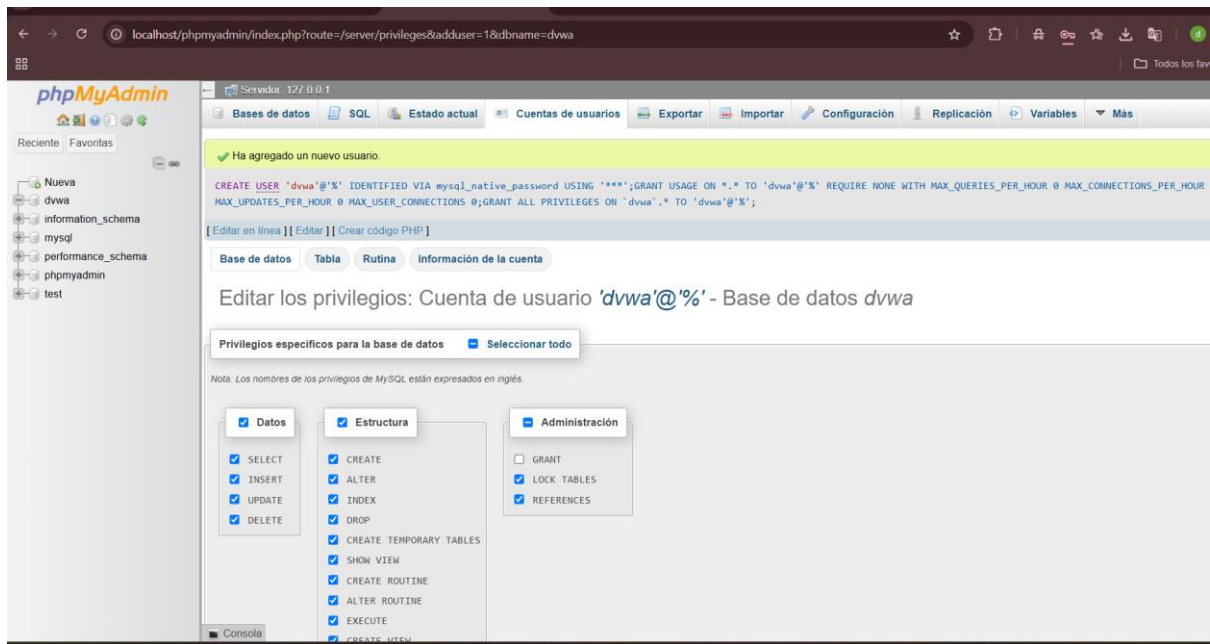 localhost/phpmyadmin/index.php?route=/server/privileges&adduser=1&dbname=dvwa
d
Todos los fav
phpMyAdmin
Reciente Favoritas
Nueva
dvwa
information_schema
mysql
performance_schema
phpmyadmin
test
Servidor: 127.0.0.1
Bases de datos SQL Estado actual Cuentas de usuarios Exportar Importar Configuración Replicación Variables Más
Ha agregado un nuevo usuario.
CREATE USER 'dvwa'@'%' IDENTIFIED VIA mysql_native_password USING '***';GRANT USAGE ON *.* TO 'dvwa'@'%' REQUIRE NONE WITH MAX_QUERIES_PER_HOUR 0 MAX_CONNECTIONS_PER_HOUR
MAX_UPDATES_PER_HOUR 0 MAX_USER_CONNECTIONS 0;GRANT ALL PRIVILEGES ON `dvwa`.* TO 'dvwa'@'%';
[ Editar en línea ] [ Editar ] [ Crear código PHP ]
Base de datos Tabla Rutina Información de la cuenta
Editar los privilegios: Cuenta de usuario 'dvwa'@'%' - Base de datos dvwa
Privilegios específicos para la base de datos Seleccionar todo
Nota: Los nombres de los privilegios de MySQL están expresados en inglés.
Datos
SELECT
INSERT
UPDATE
DELETE
Estructura
CREATE
ALTER
INDEX
DROP
CREATE TEMPORARY TABLES
SHOW VIEW
CREATE ROUTINE
ALTER ROUTINE
EXECUTE
CREATE VIEW
Administración
GRANT
LOCK TABLES
REFERENCES
Consola